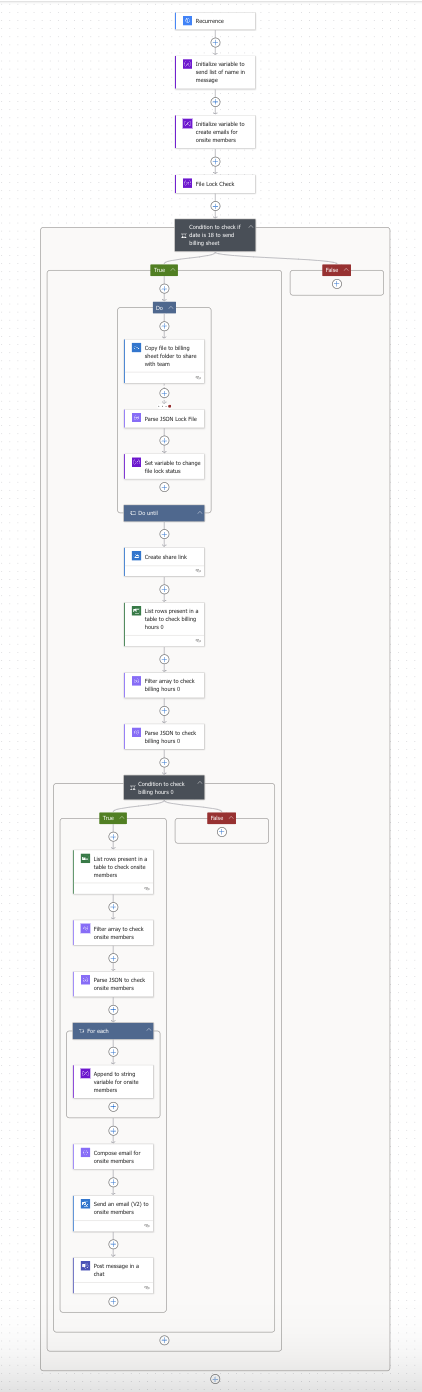 Recurrence
Initialize variable to
send list of name in
message
Initialize variable to
create emails for
onsite members
File Lock Check
Condition to check if
date is 18 to send
billing sheet
True
False
Do
Copy file to billing
sheet folder to share
with team
Parse JSON Lock File
Set variable to change
file lock status
Do until
Create share link
List rows present in a
table to check billing
hours 0
Filter array to check
billing hours 0
Parse JSON to check
billing hours 0
Condition to check
billing hours 0
True
False
List rows present in a
table to check onsite
members
Filter array to check
onsite members
Parse JSON to check
onsite members
For each
Append to string
variable for onsite
members
Compose email for
onsite members
Send an email (V2) to
onsite members
Post message in a
chat